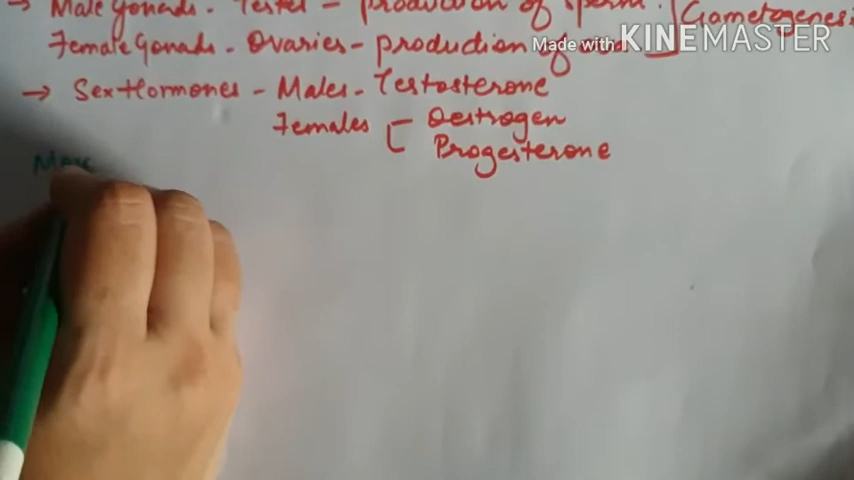 → Male Gonads - Testes - production of sperm. Gametogenesis
Female Gonads - Ovaries - production of
Made with KINEMASTER
→ Sex Hormones - Males - Testosterone
Females [ Oestrogen
Progesterone